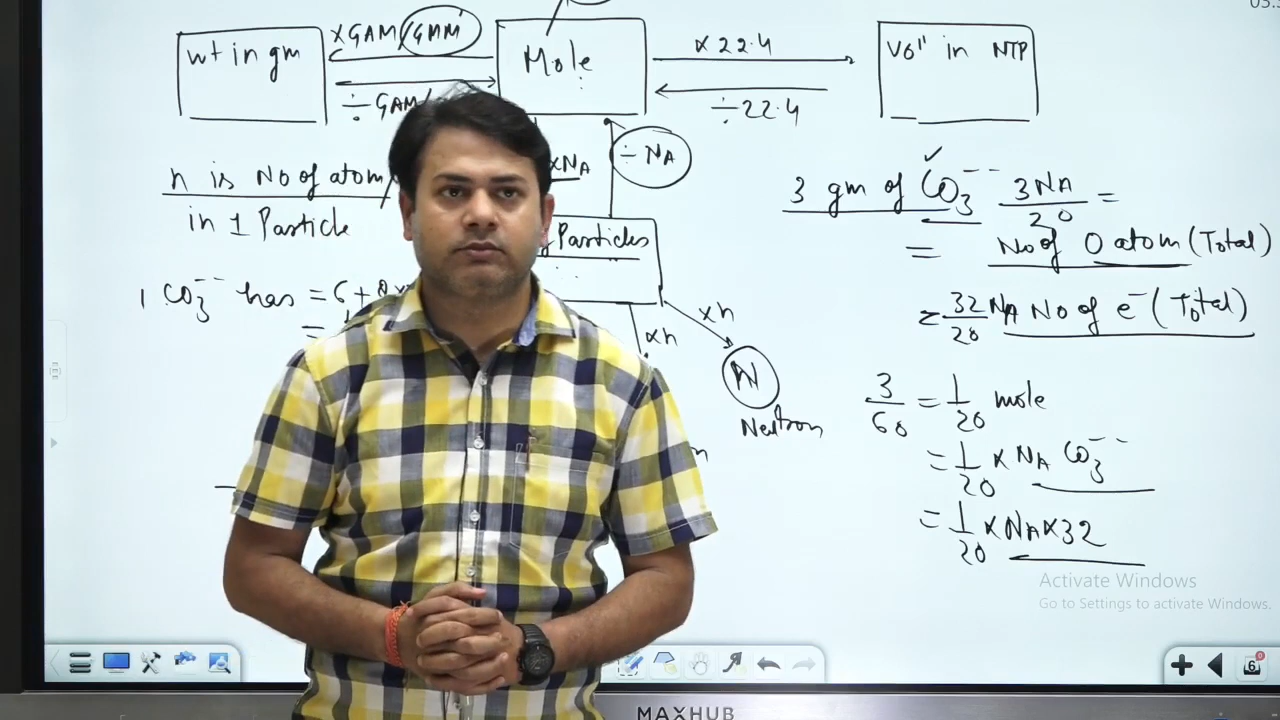 wt in gm
×GAM/GMM
÷GAM/
Mole
×22.4
÷22.4
Vol" in NTP
×NA
÷NA
n is No of atom/
in 1 Particle
Particles
1 CO3-- has = 6 +
=
×n
×n
N
Neutron
3 gm of CO3-- 3NA/20 =
= No of O atom (Total)
= 32/20 NA No of e- (Total)
3/60 = 1/20 mole
= 1/20 × NA CO3--
= 1/20 × NA × 32
Activate Windows
Go to Settings to activate Windows.
6
MAXHUB